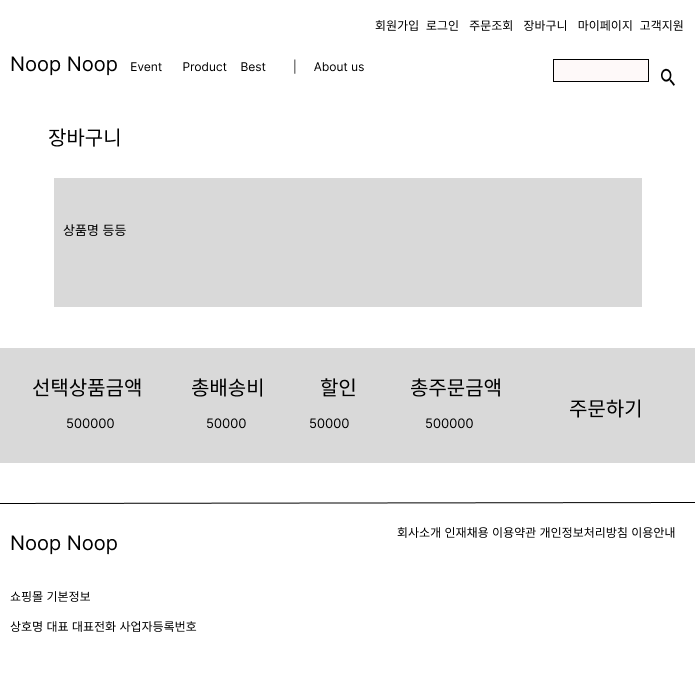 회원가입 로그인 주문조회 장바구니 마이페이지 고객지원
Noop Noop Event Product Best | About us
장바구니
상품명 등등
선택상품금액 총배송비 할인 총주문금액
주문하기
500000 50000 50000 500000
회사소개 인재채용 이용약관 개인정보처리방침 이용안내
Noop Noop
쇼핑몰 기본정보
상호명 대표 대표전화 사업자등록번호